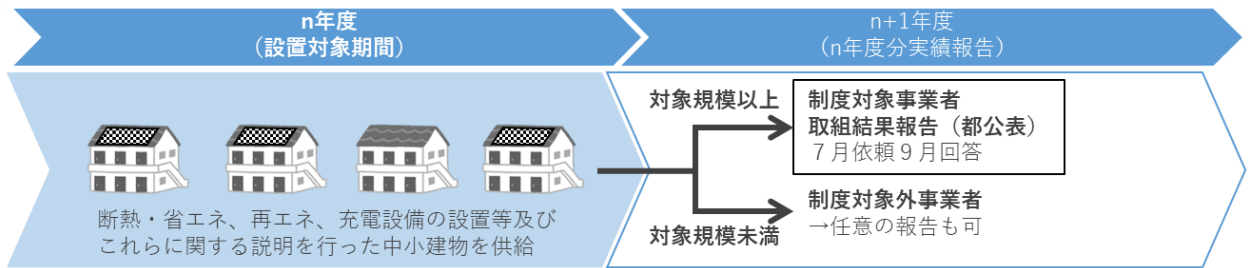 n年度
（設置対象期間）
n+1年度
（n年度分実績報告）
断熱・省エネ、再エネ、充電設備の設置等及び
これらに関する説明を行った中小建物を供給
対象規模以上
制度対象事業者
取組結果報告（都公表）
７月依頼９月回答
対象規模未満
制度対象外事業者
→任意の報告も可